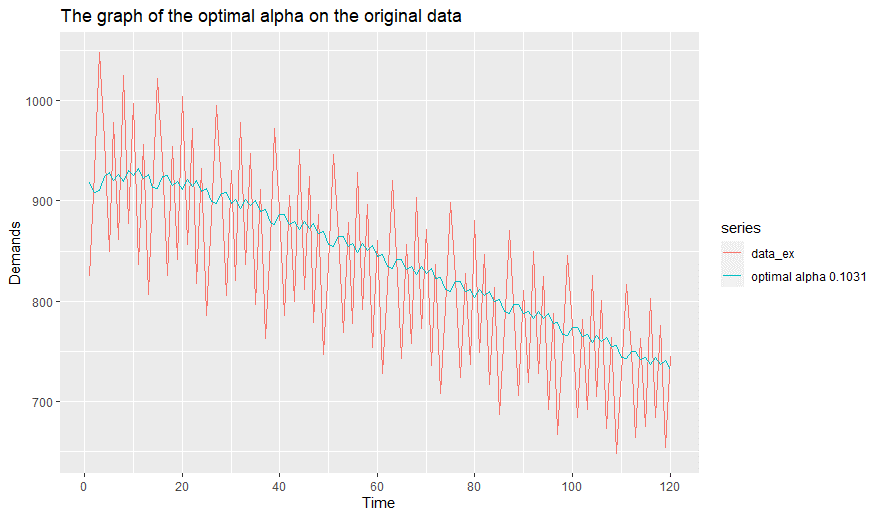 The graph of the optimal alpha on the original data
1000
900
800
700
Demands
0 20 40 60 80 100 120
Time
series
data_ex
optimal alpha 0.1031